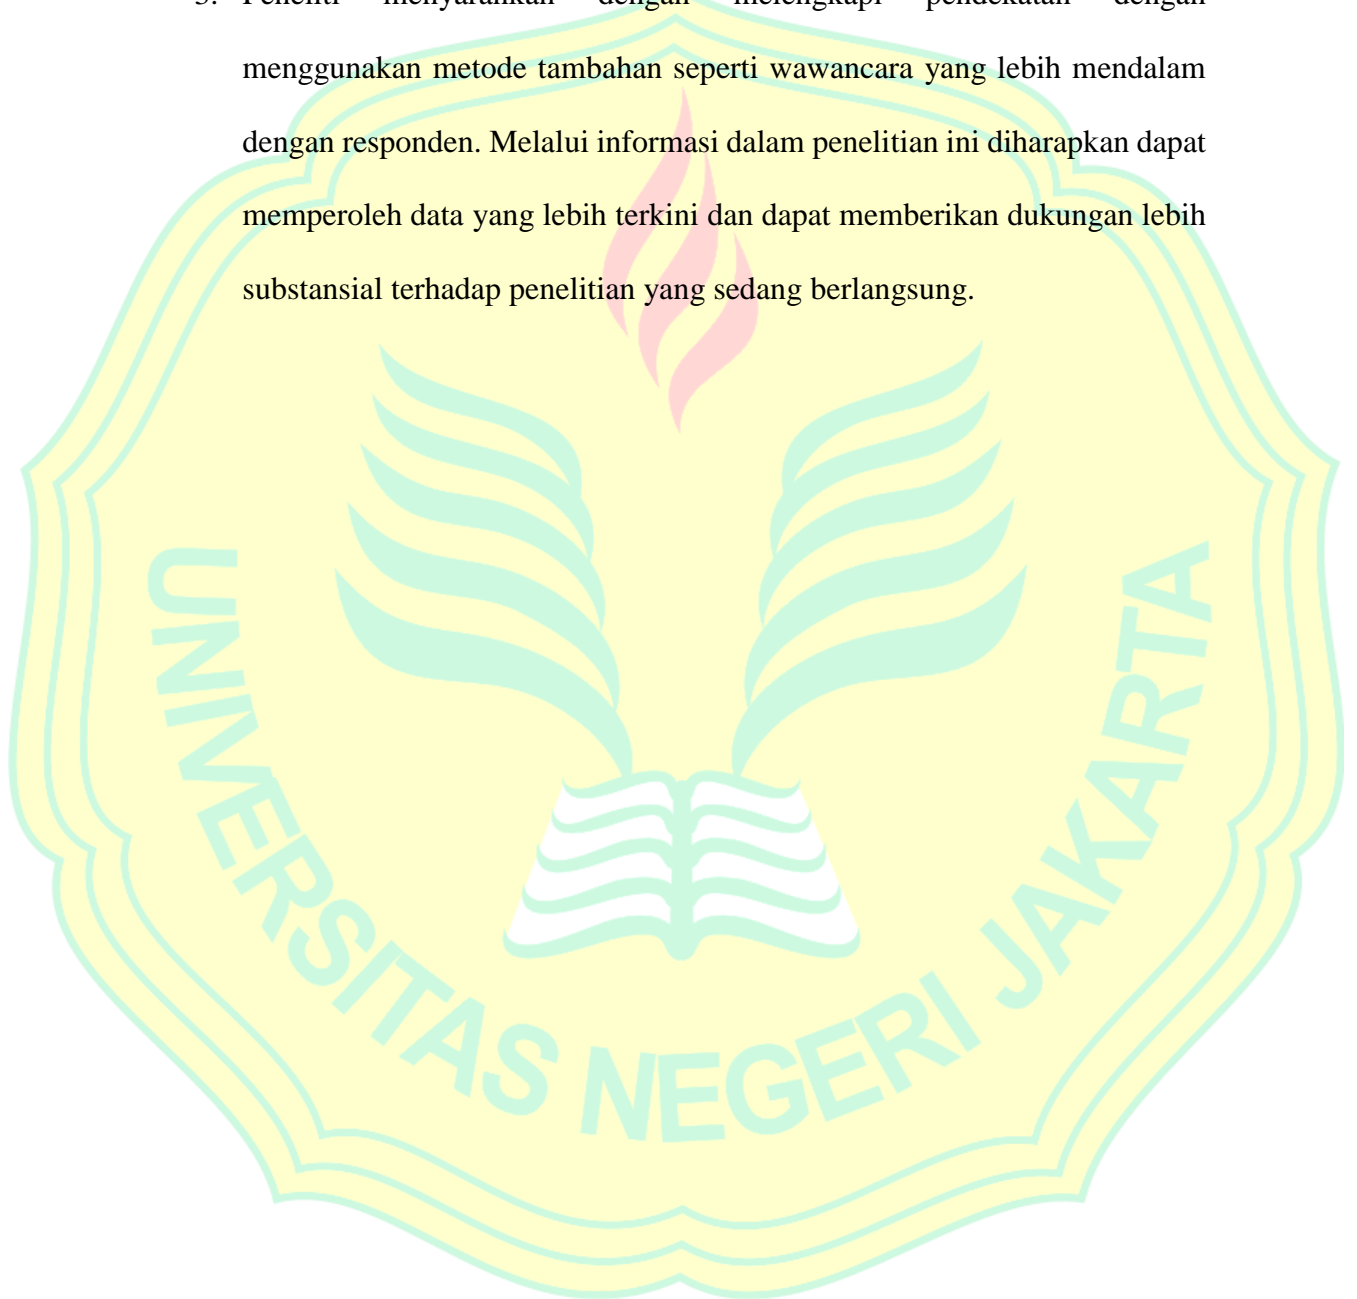 Peneliti menyarankan dengan melengkapi pendekatan dengan
menggunakan metode tambahan seperti wawancara yang lebih mendalam
dengan responden. Melalui informasi dalam penelitian ini diharapkan dapat
memperoleh data yang lebih terkini dan dapat memberikan dukungan lebih
substansial terhadap penelitian yang sedang berlangsung.
UNIVERSITAS NEGERI JAKARTA